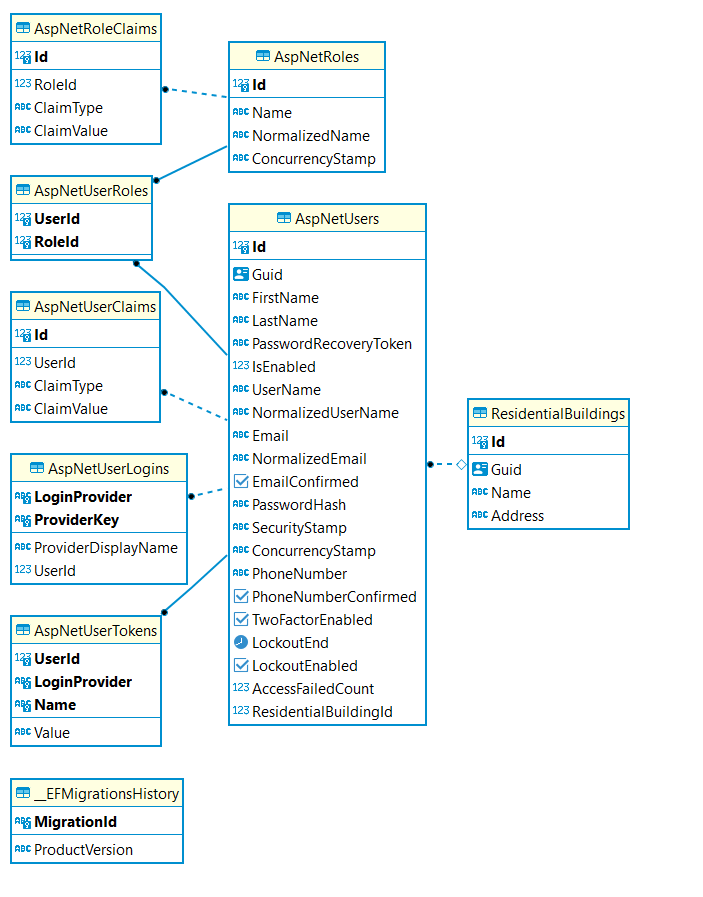 AspNetRoleClaims
Id
RoleId
ClaimType
ClaimValue
AspNetRoles
Id
Name
NormalizedName
ConcurrencyStamp
AspNetUserRoles
UserId
RoleId
AspNetUsers
Id
Guid
FirstName
LastName
PasswordRecoveryToken
IsEnabled
UserName
NormalizedUserName
Email
NormalizedEmail
EmailConfirmed
PasswordHash
SecurityStamp
ConcurrencyStamp
PhoneNumber
PhoneNumberConfirmed
TwoFactorEnabled
LockoutEnd
LockoutEnabled
AccessFailedCount
ResidentialBuildingId
AspNetUserClaims
Id
UserId
ClaimType
ClaimValue
ResidentialBuildings
Id
Guid
Name
Address
AspNetUserLogins
LoginProvider
ProviderKey
ProviderDisplayName
UserId
AspNetUserTokens
UserId
LoginProvider
Name
Value
__EFMigrationsHistory
MigrationId
ProductVersion